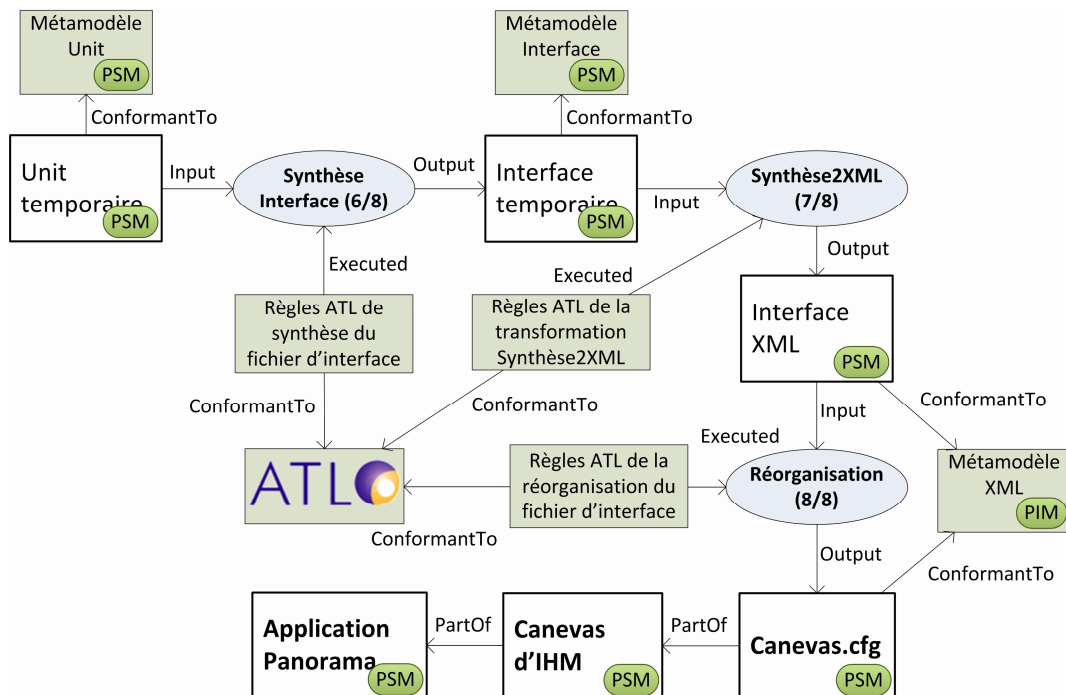 Métamodèle
Unit
PSM
ConformantTo
Unit
temporaire
PSM
Input
Synthèse
Interface (6/8)
Output
Métamodèle
Interface
PSM
ConformantTo
Interface
temporaire
PSM
Input
Synthèse2XML
(7/8)
Output
Executed
Règles ATL de
synthèse du
fichier d'interface
ConformantTo
Executed
Règles ATL de la
transformation
Synthèse2XML
ConformantTo
Interface
XML
PSM
Input
ConformantTo
ATL
Règles ATL de la
réorganisation du
fichier d'interface
ConformantTo
Executed
Réorganisation
(8/8)
Métamodèle
XML
PIM
Output
ConformantTo
Application
Panorama
PSM
PartOf
Canevas
d'IHM
PSM
PartOf
Canevas.cfg
PSM